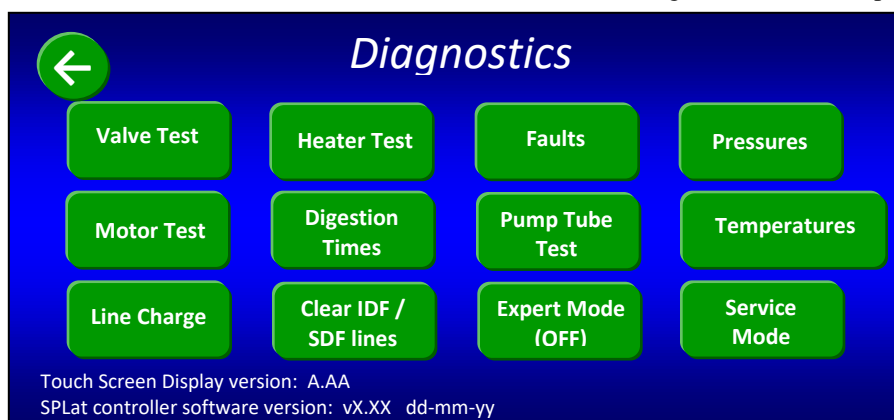 Diagnostics
Valve Test
Heater Test
Faults
Pressures
Motor Test
Digestion
Times
Pump Tube
Test
Temperatures
Line Charge
Clear IDF /
SDF lines
Expert Mode
(OFF)
Service
Mode
Touch Screen Display version: A.AA
SPLat controller software version: vX.XX dd-mm-yy